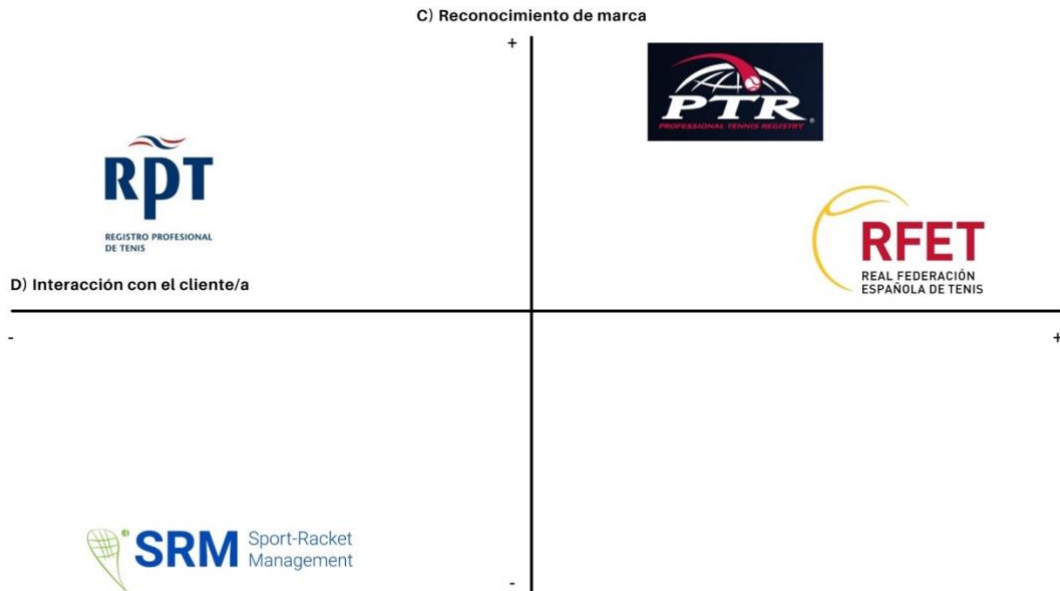 C) Reconocimiento de marca
+
PTR
PROFESSIONAL TENNIS REGISTRY
®
RPT
REGISTRO PROFESIONAL
DE TENIS
RFET
REAL FEDERACIÓN
ESPAÑOLA DE TENIS
D) Interacción con el cliente/a
-
+
SRM Sport-Racket
Management
-